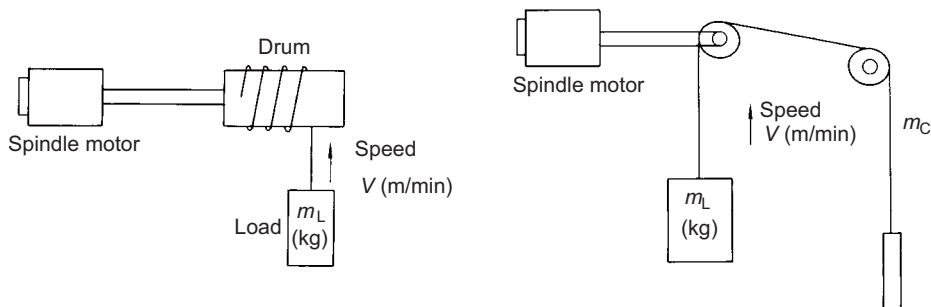 Drum
Spindle motor
Speed
V (m/min)
Load
mL
(kg)
Spindle motor
Speed
V (m/min)
mC
mL
(kg)